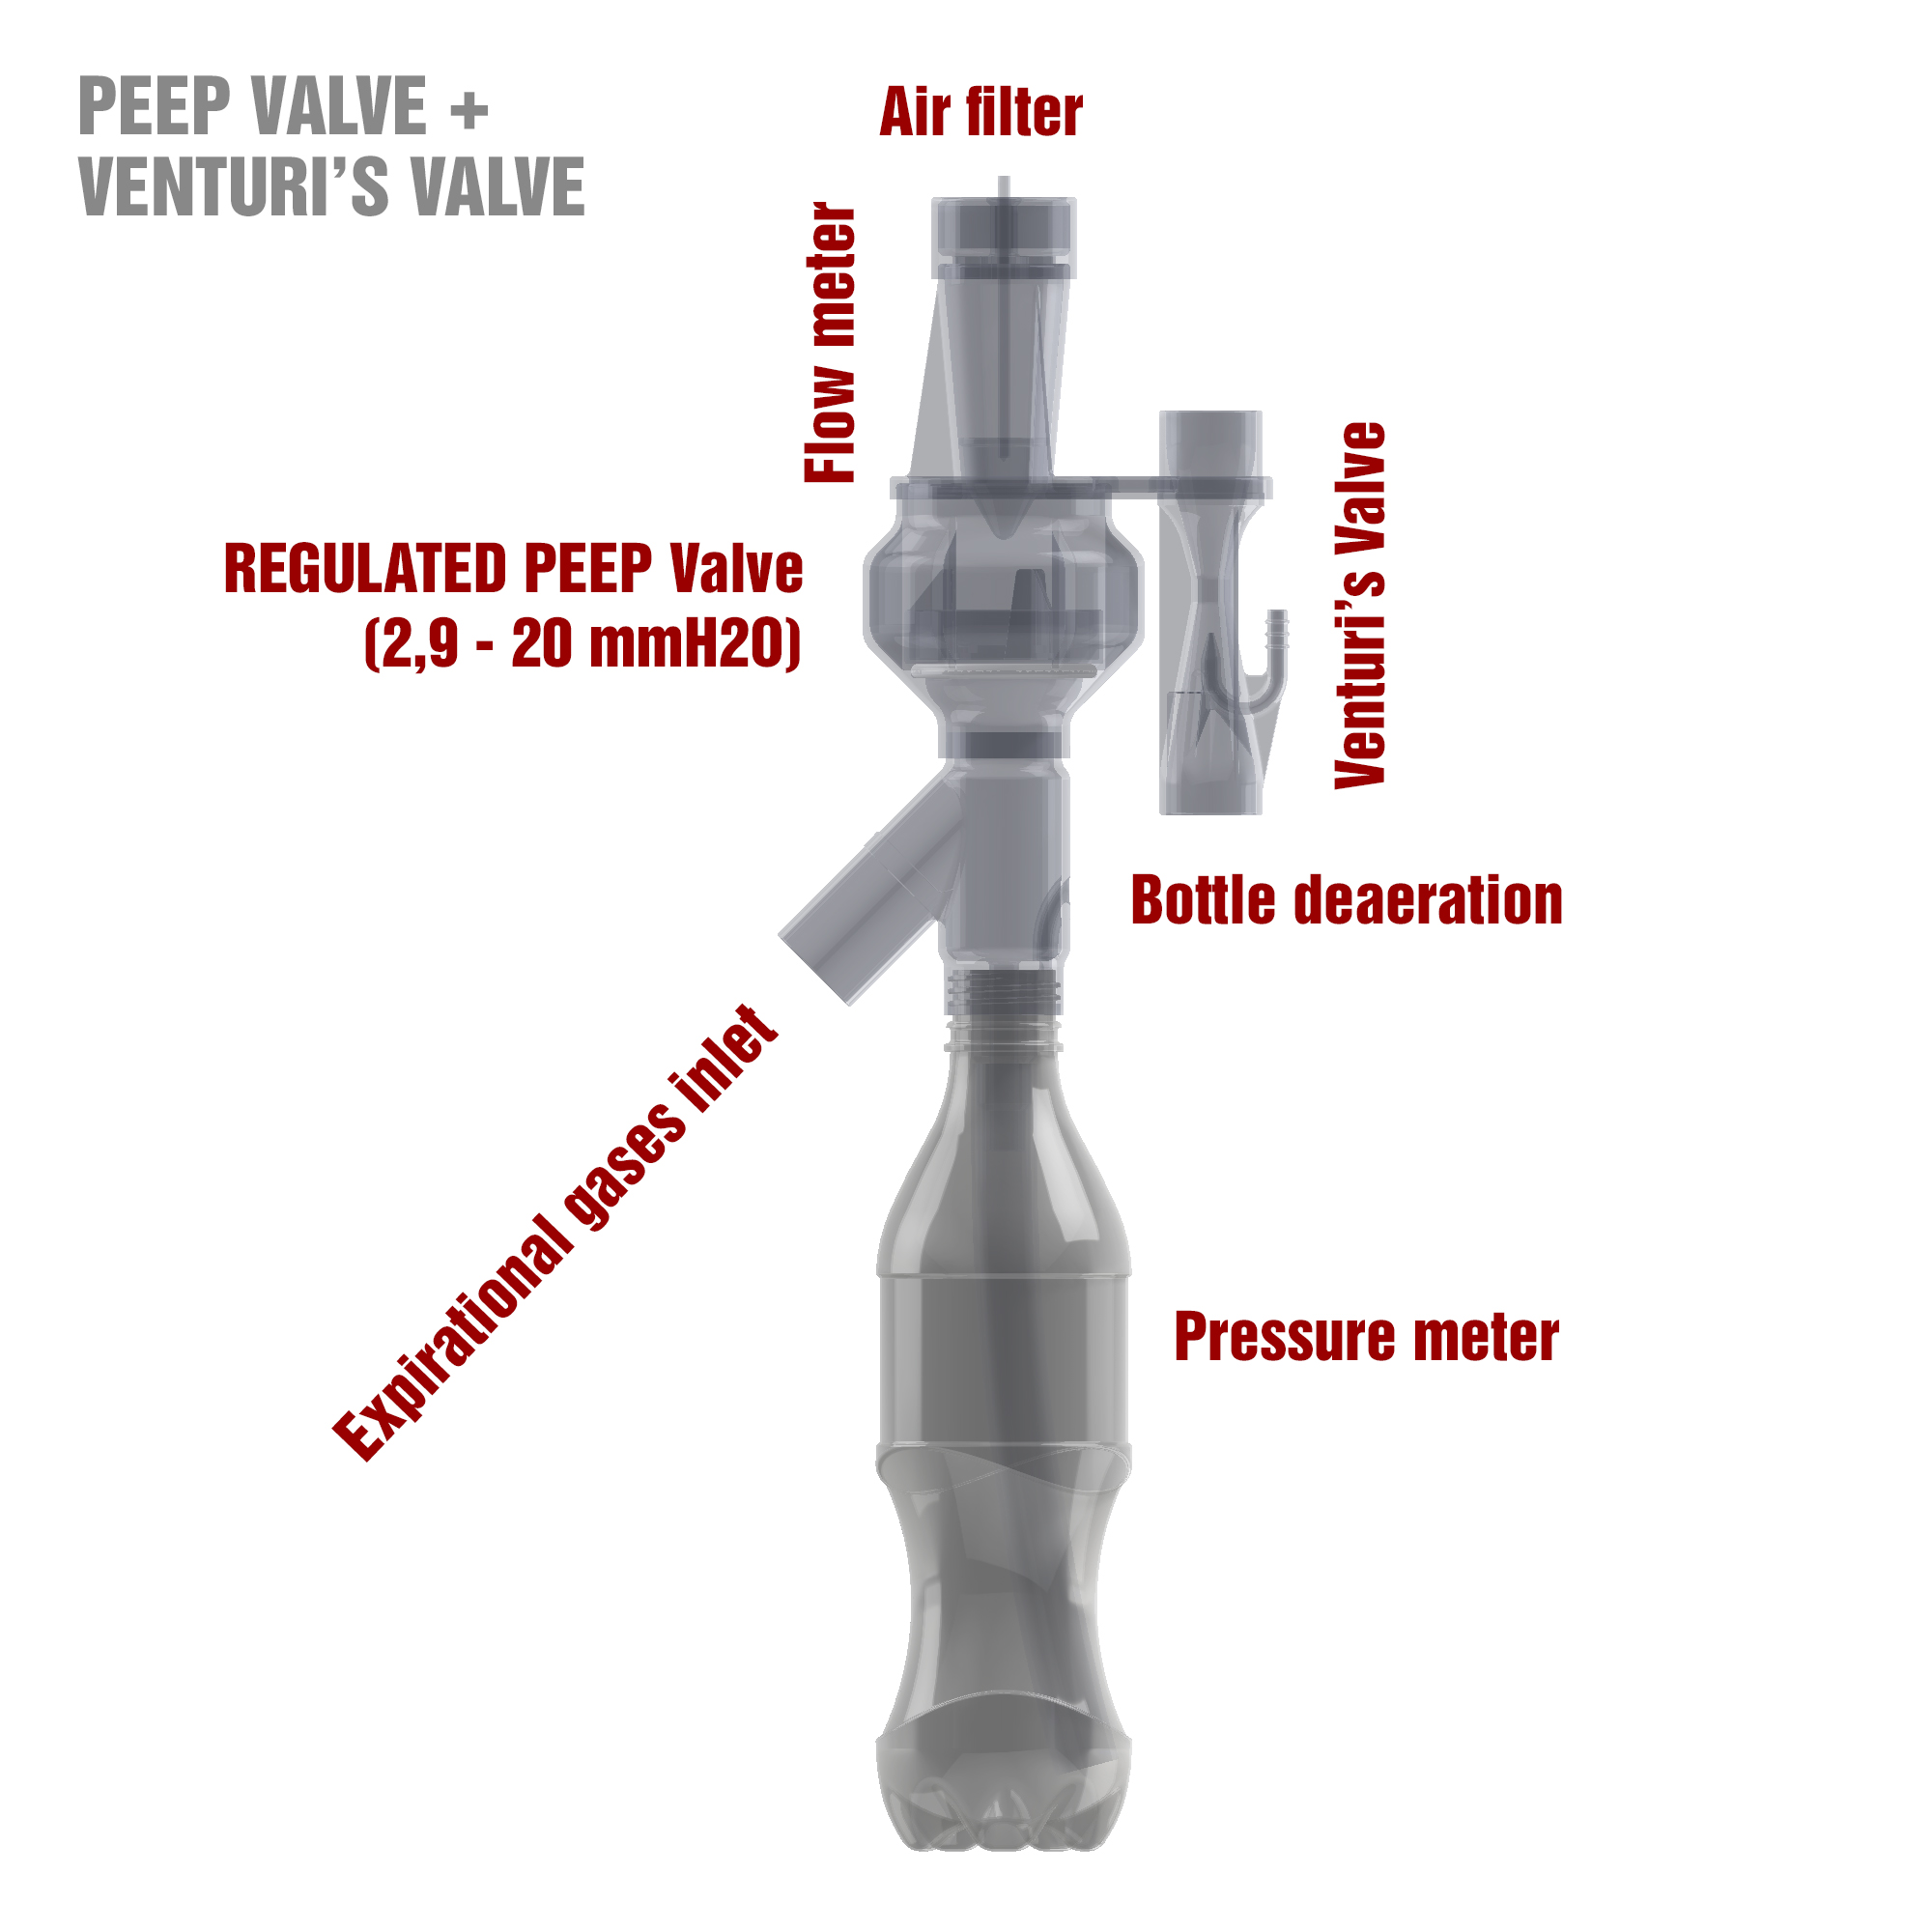 PEEP VALVE +
VENTURI’S VALVE
Air filter
Flow meter
REGULATED PEEP Valve
(2,9 - 20 mmH2O)
Venturi’s Valve
Bottle deaeration
Expirational gases inlet
Pressure meter